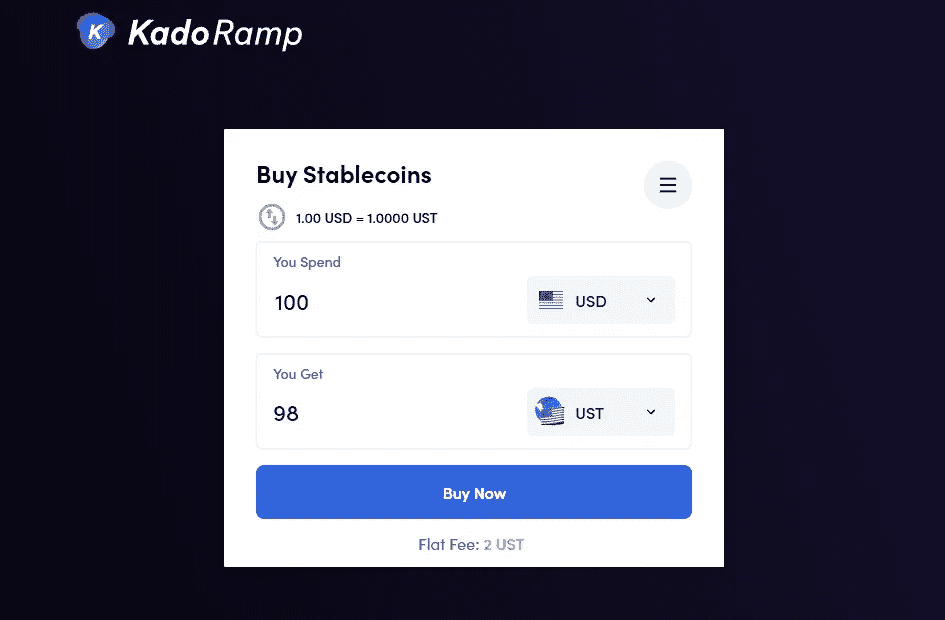 K KadoRamp
Buy Stablecoins
1.00 USD = 1.0000 UST
You Spend
100 USD
You Get
98 UST
Buy Now
Flat Fee: 2 UST